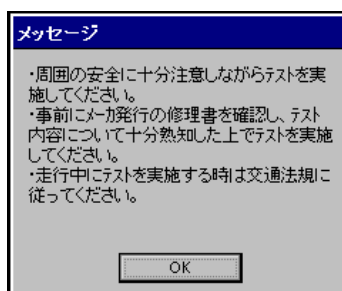 メッセージ
･周囲の安全に十分注意しながらテストを実
施してください。
･事前にﾒｰｶ発行の修理書を確認し、テスト
内容について十分熟知した上でテストを実施
してください。
･走行中にテストを実施する時は交通法規に
従ってください。
OK